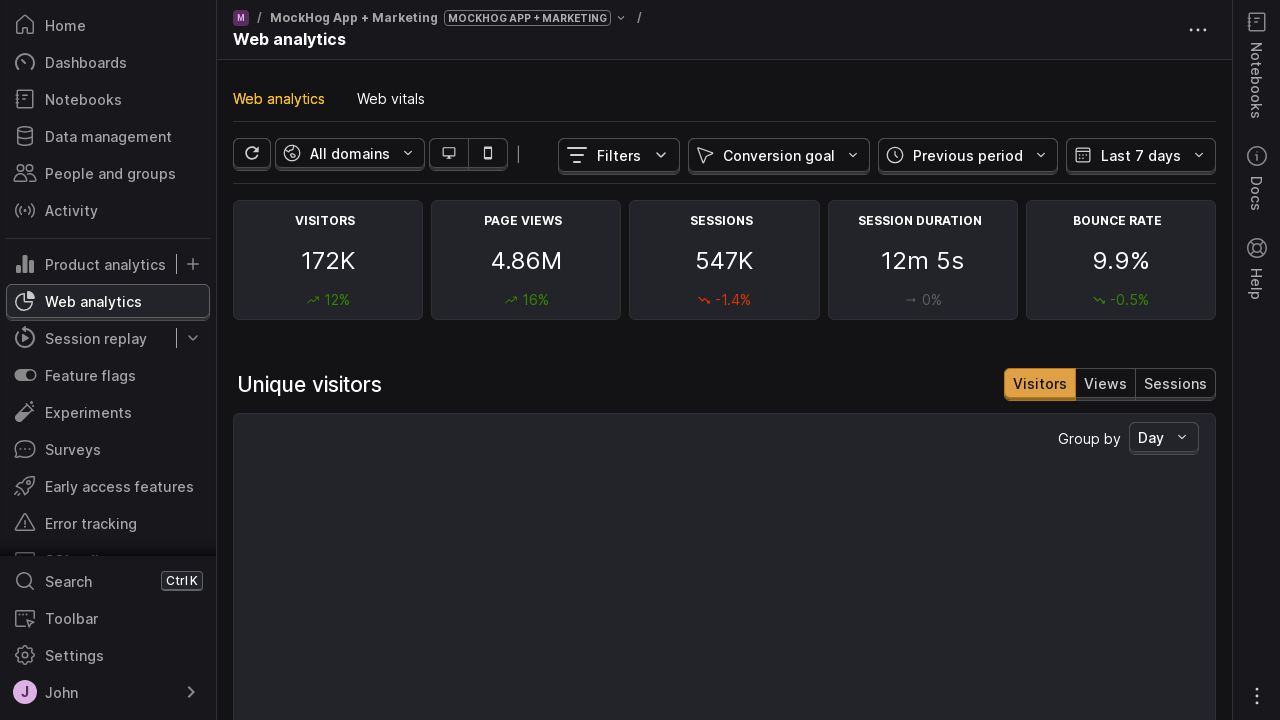 Home
Dashboards
Notebooks
Data management
People and groups
Activity
Product analytics
Web analytics
Session replay
Feature flags
Experiments
Surveys
Early access features
Error tracking
Search Ctrl K
Toolbar
Settings
J John
M / MockHog App + Marketing MOCKHOG APP + MARKETING /
Web analytics
Web analytics Web vitals
All domains Filters Conversion goal Previous period Last 7 days
VISITORS
172K
12%
PAGE VIEWS
4.86M
16%
SESSIONS
547K
-1.4%
SESSION DURATION
12m 5s
0%
BOUNCE RATE
9.9%
-0.5%
Unique visitors
Visitors Views Sessions
Group by Day
Notebooks
Docs
Help